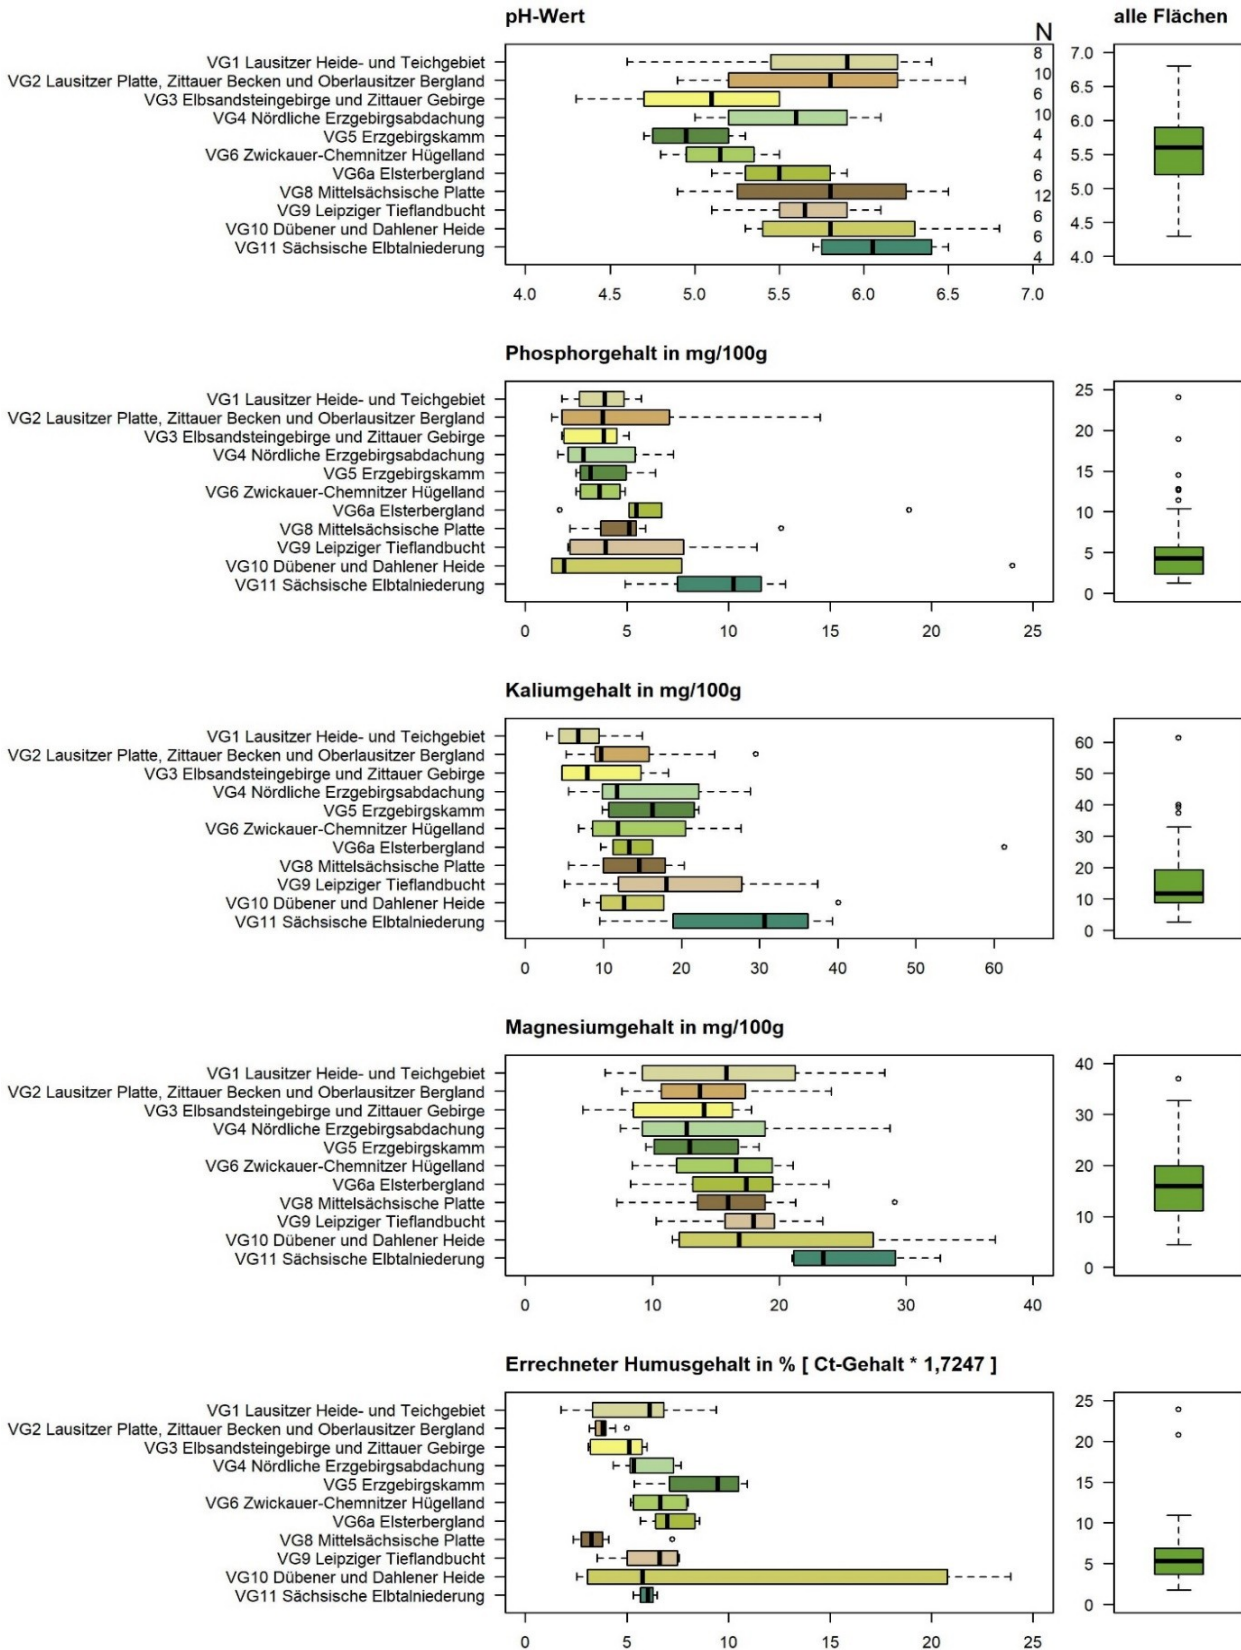 pH-Wert
N
alle Flächen
VG1 Lausitzer Heide- und Teichgebiet
VG2 Lausitzer Platte, Zittauer Becken und Oberlausitzer Bergland
VG3 Elbsandsteingebirge und Zittauer Gebirge
VG4 Nördliche Erzgebirgsabdachung
VG5 Erzgebirgskamm
VG6 Zwickauer-Chemnitzer Hügelland
VG6a Elsterbergland
VG8 Mittelsächsische Platte
VG9 Leipziger Tieflandbucht
VG10 Dübener und Dahlener Heide
VG11 Sächsische Elbtalniederung
8
10
6
10
4
4
6
12
6
6
4
7.0
6.5
6.0
5.5
5.0
4.5
4.0
4.0 4.5 5.0 5.5 6.0 6.5 7.0
Phosphorgehalt in mg/100g
VG1 Lausitzer Heide- und Teichgebiet
VG2 Lausitzer Platte, Zittauer Becken und Oberlausitzer Bergland
VG3 Elbsandsteingebirge und Zittauer Gebirge
VG4 Nördliche Erzgebirgsabdachung
VG5 Erzgebirgskamm
VG6 Zwickauer-Chemnitzer Hügelland
VG6a Elsterbergland
VG8 Mittelsächsische Platte
VG9 Leipziger Tieflandbucht
VG10 Dübener und Dahlener Heide
VG11 Sächsische Elbtalniederung
25
20
15
10
5
0
0 5 10 15 20 25
Kaliumgehalt in mg/100g
VG1 Lausitzer Heide- und Teichgebiet
VG2 Lausitzer Platte, Zittauer Becken und Oberlausitzer Bergland
VG3 Elbsandsteingebirge und Zittauer Gebirge
VG4 Nördliche Erzgebirgsabdachung
VG5 Erzgebirgskamm
VG6 Zwickauer-Chemnitzer Hügelland
VG6a Elsterbergland
VG8 Mittelsächsische Platte
VG9 Leipziger Tieflandbucht
VG10 Dübener und Dahlener Heide
VG11 Sächsische Elbtalniederung
60
50
40
30
20
10
0
0 10 20 30 40 50 60
Magnesiumgehalt in mg/100g
VG1 Lausitzer Heide- und Teichgebiet
VG2 Lausitzer Platte, Zittauer Becken und Oberlausitzer Bergland
VG3 Elbsandsteingebirge und Zittauer Gebirge
VG4 Nördliche Erzgebirgsabdachung
VG5 Erzgebirgskamm
VG6 Zwickauer-Chemnitzer Hügelland
VG6a Elsterbergland
VG8 Mittelsächsische Platte
VG9 Leipziger Tieflandbucht
VG10 Dübener und Dahlener Heide
VG11 Sächsische Elbtalniederung
40
30
20
10
0
0 10 20 30 40
Errechneter Humusgehalt in % [ Ct-Gehalt * 1,7247 ]
VG1 Lausitzer Heide- und Teichgebiet
VG2 Lausitzer Platte, Zittauer Becken und Oberlausitzer Bergland
VG3 Elbsandsteingebirge und Zittauer Gebirge
VG4 Nördliche Erzgebirgsabdachung
VG5 Erzgebirgskamm
VG6 Zwickauer-Chemnitzer Hügelland
VG6a Elsterbergland
VG8 Mittelsächsische Platte
VG9 Leipziger Tieflandbucht
VG10 Dübener und Dahlener Heide
VG11 Sächsische Elbtalniederung
25
20
15
10
5
0
0 5 10 15 20 25